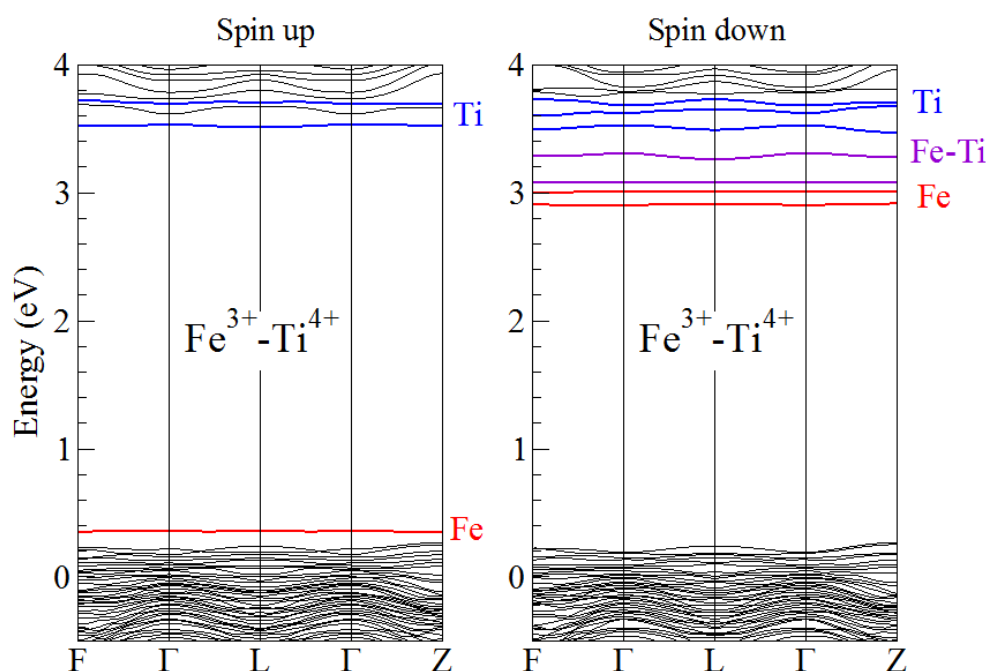 Spin up
Spin down
Energy (eV)
4
3
2
1
0
Ti
Fe
Fe³⁺-Ti⁴⁺
F Γ L Γ Z
4
3
2
1
0
Ti
Fe-Ti
Fe
Fe³⁺-Ti⁴⁺
F Γ L Γ Z